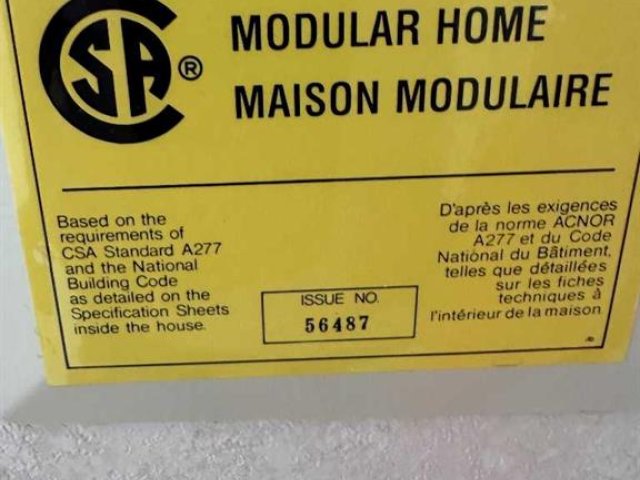 CSA®
MODULAR HOME
MAISON MODULAIRE
Based on the
requirements of
CSA Standard A277
and the National
Building Code
as detailed on the
Specification Sheets
inside the house.
D'après les exigences
de la norme ACNOR
A277 et du Code
National du Bâtiment,
telles que détaillées
sur les fiches
techniques à
l'intérieur de la maison
ISSUE NO.
56487